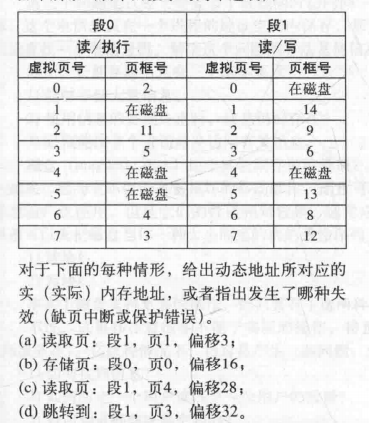 段0 段1
读/执行 读/写
虚拟页号 页框号 虚拟页号 页框号
0 2 0 在磁盘
1 在磁盘 1 14
2 11 2 9
3 5 3 6
4 在磁盘 4 在磁盘
5 在磁盘 5 13
6 4 6 8
7 3 7 12
对于下面的每种情形,给出动态地址所对应的
实(实际)内存地址,或者指出发生了哪种失
效(缺页中断或保护错误)。
(a) 读取页:段1,页1,偏移3;
(b) 存储页:段0,页0,偏移16,
(c) 读取页:段1,页4,偏移28;
(d) 跳转到:段1,页3,偏移32。